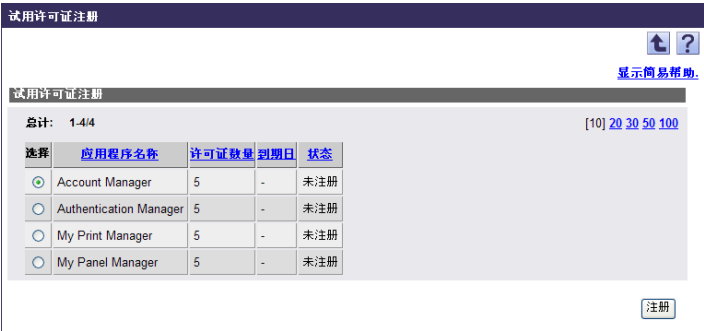 试用许可证注册
?
显示简易帮助.
试用许可证注册
总计: 1-4/4 [10] 20 30 50 100
选择 应用程序名称 许可证数量 到期日 状态
Account Manager 5 - 未注册
Authentication Manager 5 - 未注册
My Print Manager 5 - 未注册
My Panel Manager 5 - 未注册
注册